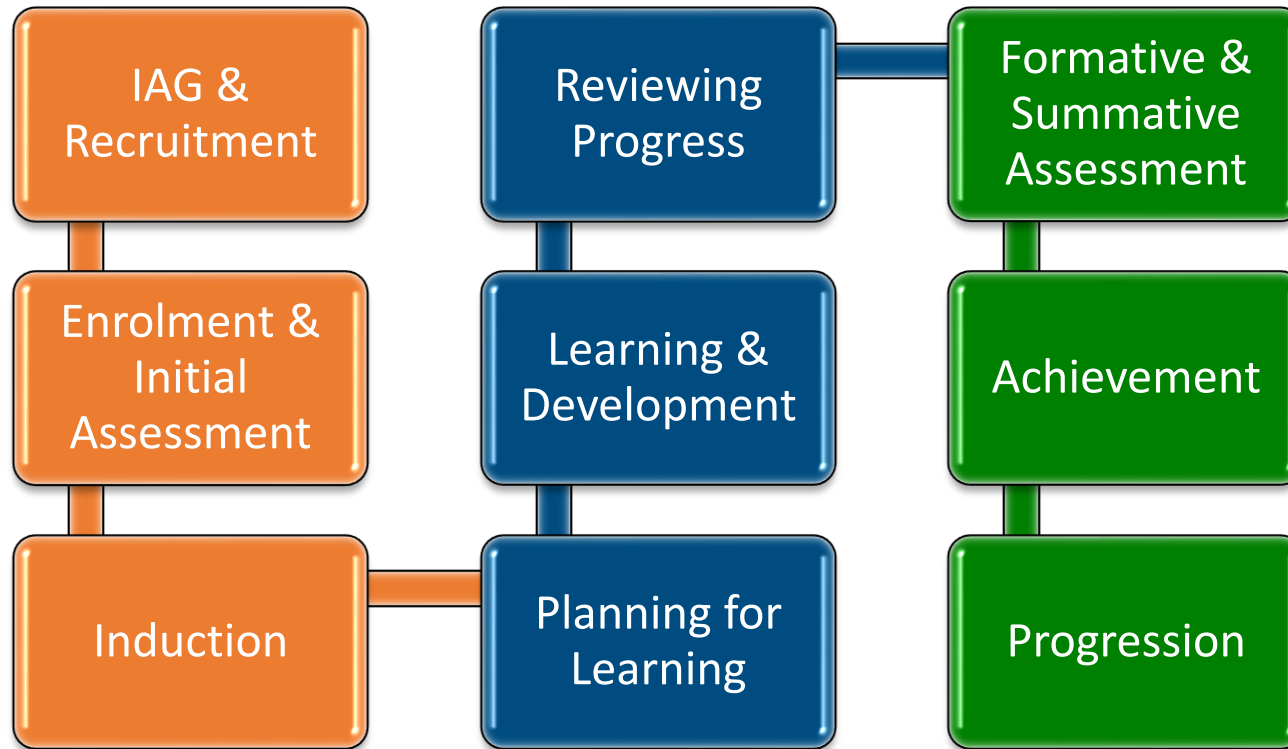 IAG &
Recruitment
Enrolment &
Initial
Assessment
Induction
Planning for
Learning
Learning &
Development
Reviewing
Progress
Formative &
Summative
Assessment
Achievement
Progression